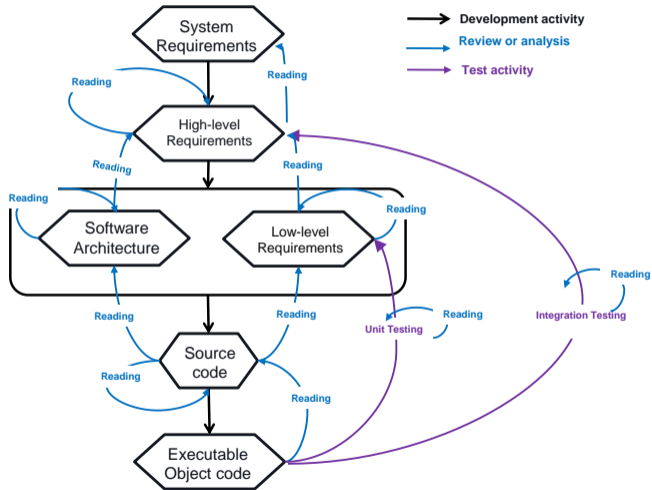 System
Requirements
Development activity
Review or analysis
Test activity
Reading
Reading
High-level
Requirements
Reading
Reading
Reading
Reading
Software
Architecture
Low-level
Requirements
Reading
Reading
Reading
Reading
Unit Testing
Reading
Integration Testing
Source
code
Reading
Reading
Executable
Object code